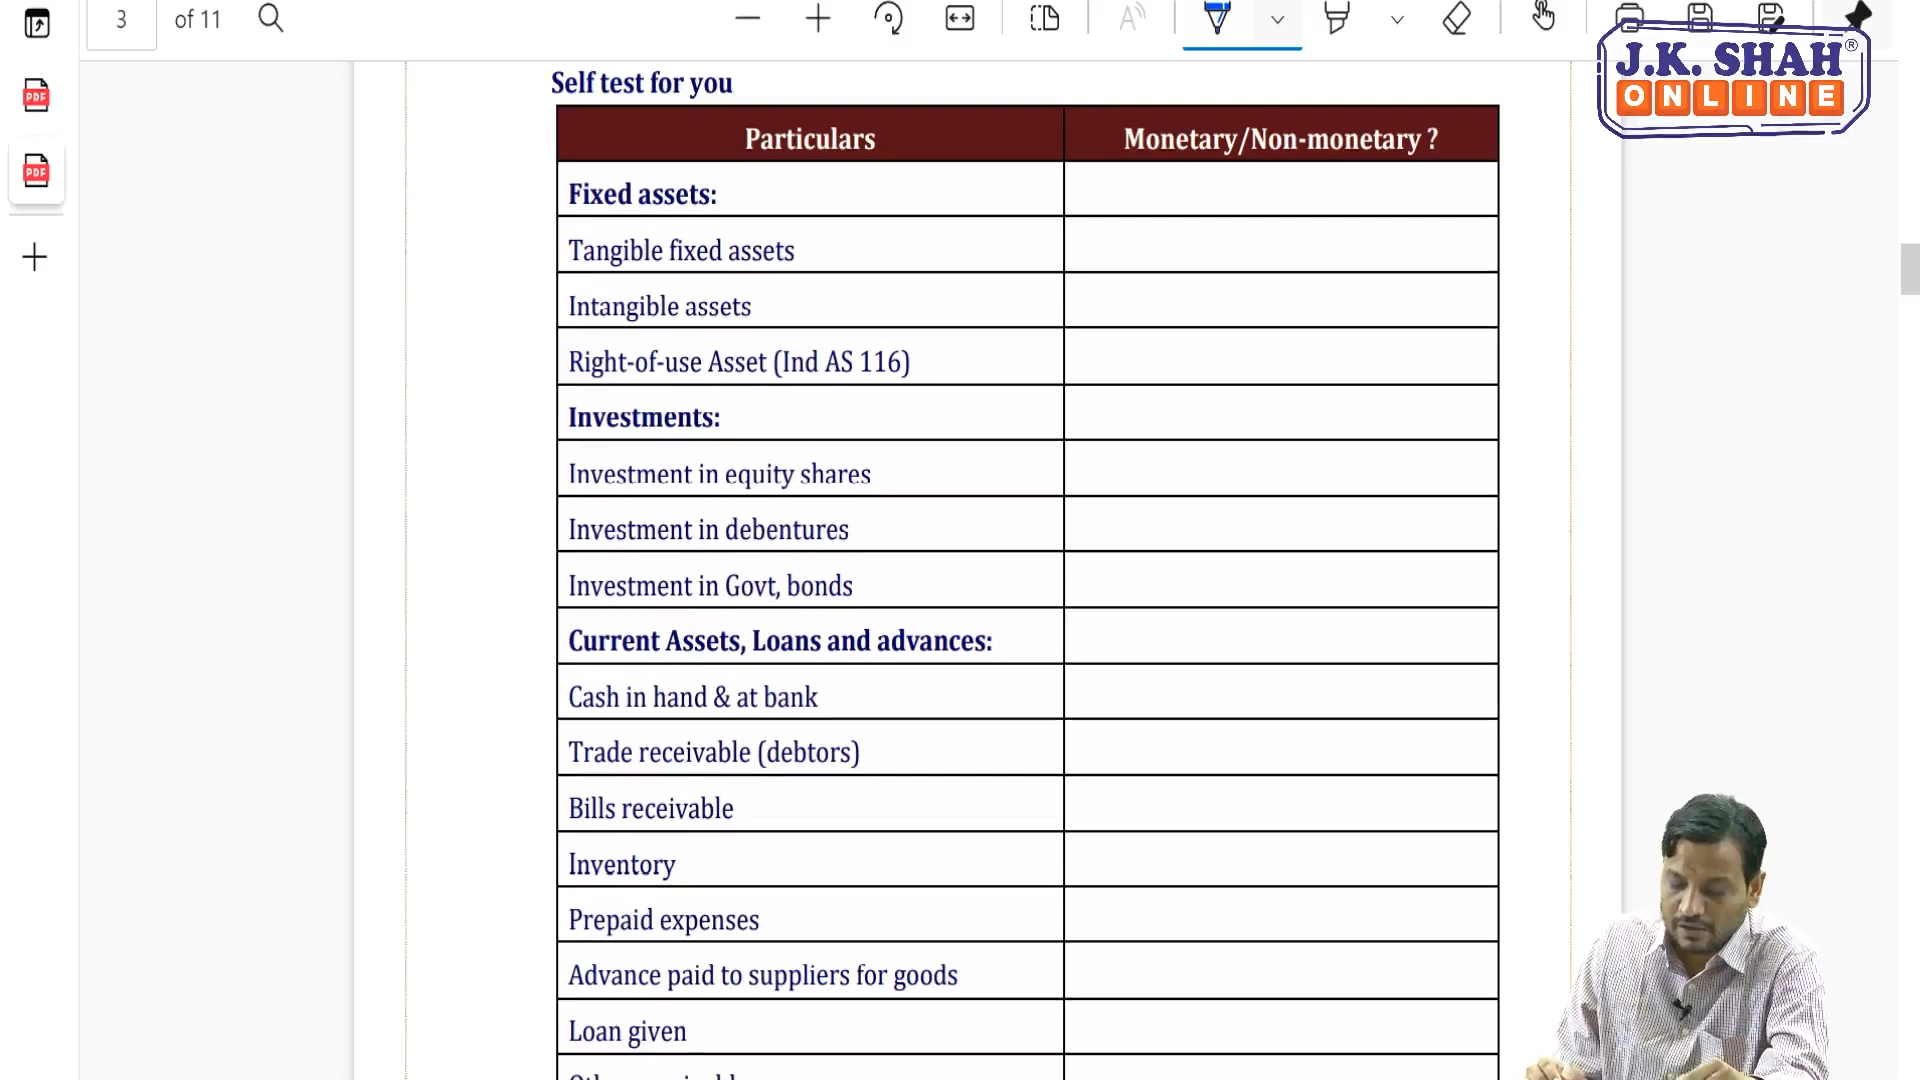 3 of 11
J.K. SHAH®
ONLINE
PDF
PDF
Self test for you
Particulars Monetary/Non-monetary ?
Fixed assets:
Tangible fixed assets
Intangible assets
Right-of-use Asset (Ind AS 116)
Investments:
Investment in equity shares
Investment in debentures
Investment in Govt, bonds
Current Assets, Loans and advances:
Cash in hand & at bank
Trade receivable (debtors)
Bills receivable
Inventory
Prepaid expenses
Advance paid to suppliers for goods
Loan given